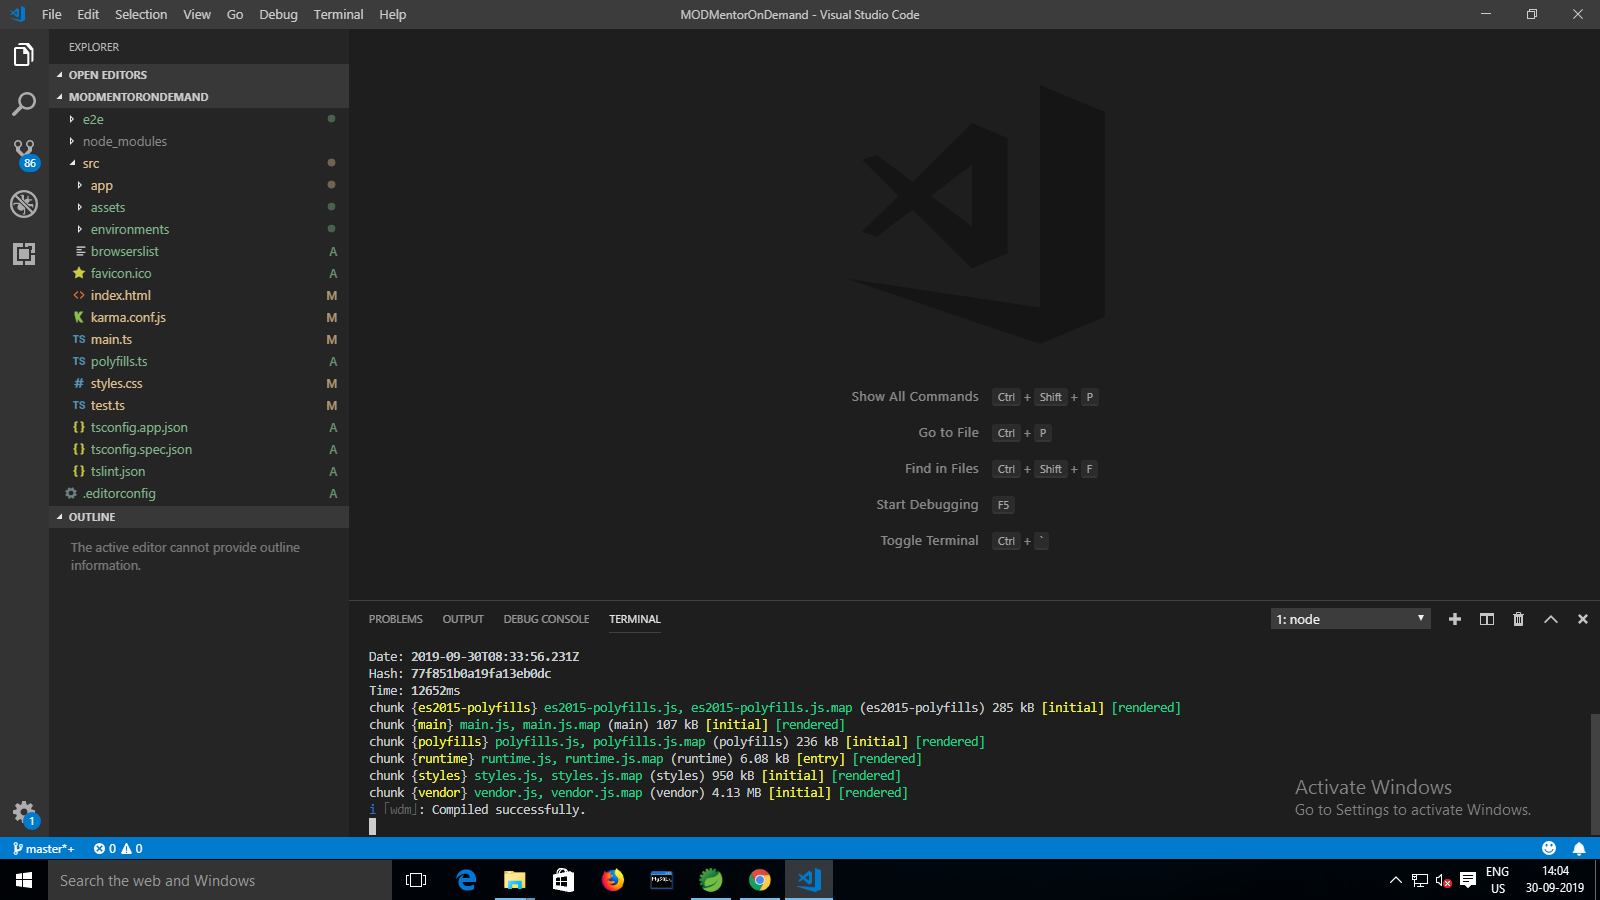 File Edit Selection View Go Debug Terminal Help
MODMentorOnDemand - Visual Studio Code
EXPLORER
OPEN EDITORS
MODMENTORONDEMAND
e2e
node_modules
86
src
app
assets
environments
browserslist A
favicon.ico A
index.html M
karma.conf.js M
TS main.ts M
TS polyfills.ts A
# styles.css M
TS test.ts M
{} tsconfig.app.json A
{} tsconfig.spec.json A
{} tslint.json A
.editorconfig A
OUTLINE
The active editor cannot provide outline
information.
1
Show All Commands Ctrl + Shift + P
Go to File Ctrl + P
Find in Files Ctrl + Shift + F
Start Debugging F5
Toggle Terminal Ctrl + `
PROBLEMS OUTPUT DEBUG CONSOLE TERMINAL
1: node
Date: 2019-09-30T08:33:56.231Z
Hash: 77f851b0a19fa13eb0dc
Time: 12652ms
chunk {es2015-polyfills} es2015-polyfills.js, es2015-polyfills.js.map (es2015-polyfills) 285 kB [initial] [rendered]
chunk {main} main.js, main.js.map (main) 107 kB [initial] [rendered]
chunk {polyfills} polyfills.js, polyfills.js.map (polyfills) 236 kB [initial] [rendered]
chunk {runtime} runtime.js, runtime.js.map (runtime) 6.08 kB [entry] [rendered]
chunk {styles} styles.js, styles.js.map (styles) 950 kB [initial] [rendered]
chunk {vendor} vendor.js, vendor.js.map (vendor) 4.13 MB [initial] [rendered]
i ｢wdm｣: Compiled successfully.
Activate Windows
Go to Settings to activate Windows.
master*+ 0 0
Search the web and Windows
MySQL
ENG
US
14:04
30-09-2019